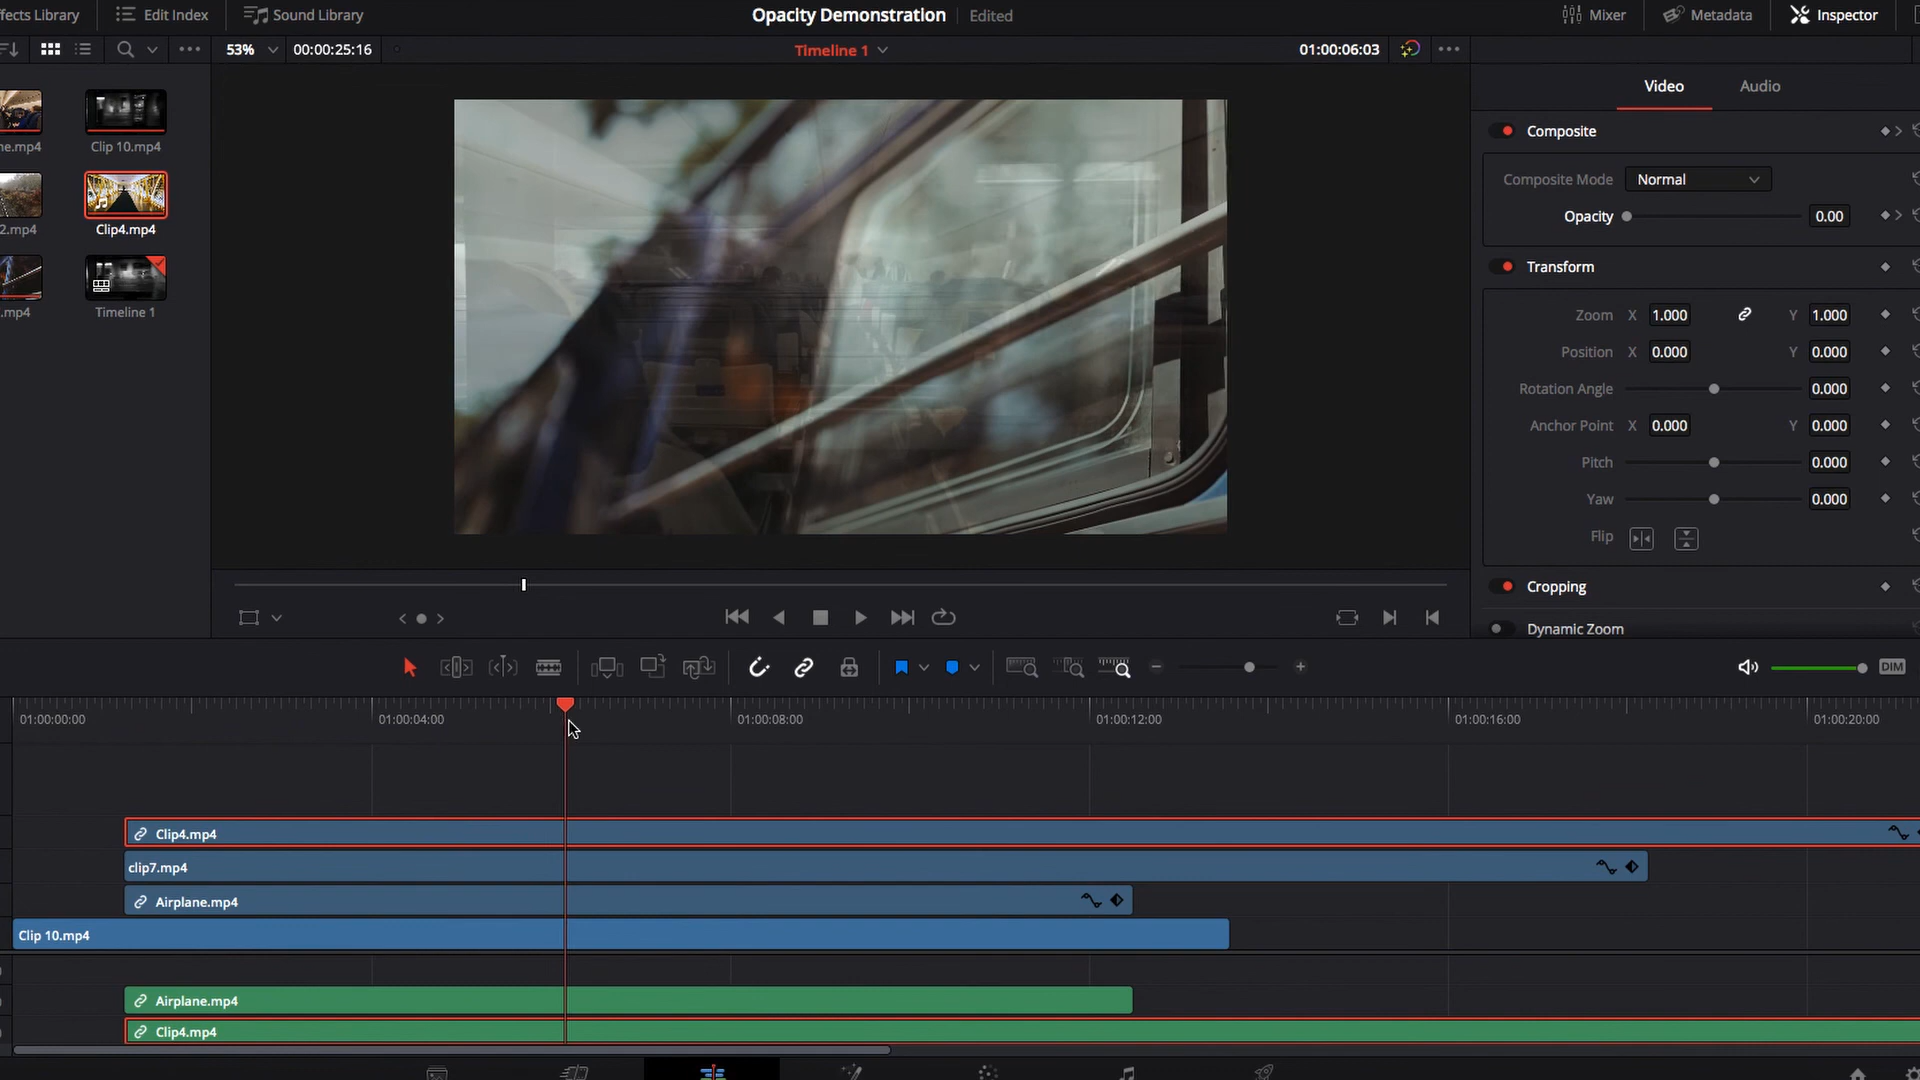 ffects Library
Edit Index
Sound Library
Opacity Demonstration
Edited
Mixer
Metadata
Inspector
53%
00:00:25:16
Timeline 1
01:00:06:03
Video
Audio
ne.mp4
Clip 10.mp4
2.mp4
Clip4.mp4
.mp4
Timeline 1
Composite
Composite Mode
Normal
Opacity
0.00
Transform
Zoom X 1.000 Y 1.000
Position X 0.000 Y 0.000
Rotation Angle 0.000
Anchor Point X 0.000 Y 0.000
Pitch 0.000
Yaw 0.000
Flip
Cropping
Dynamic Zoom
DIM
01:00:00:00
01:00:04:00
01:00:08:00
01:00:12:00
01:00:16:00
01:00:20:00
Clip4.mp4
clip7.mp4
Airplane.mp4
Clip 10.mp4
Airplane.mp4
Clip4.mp4